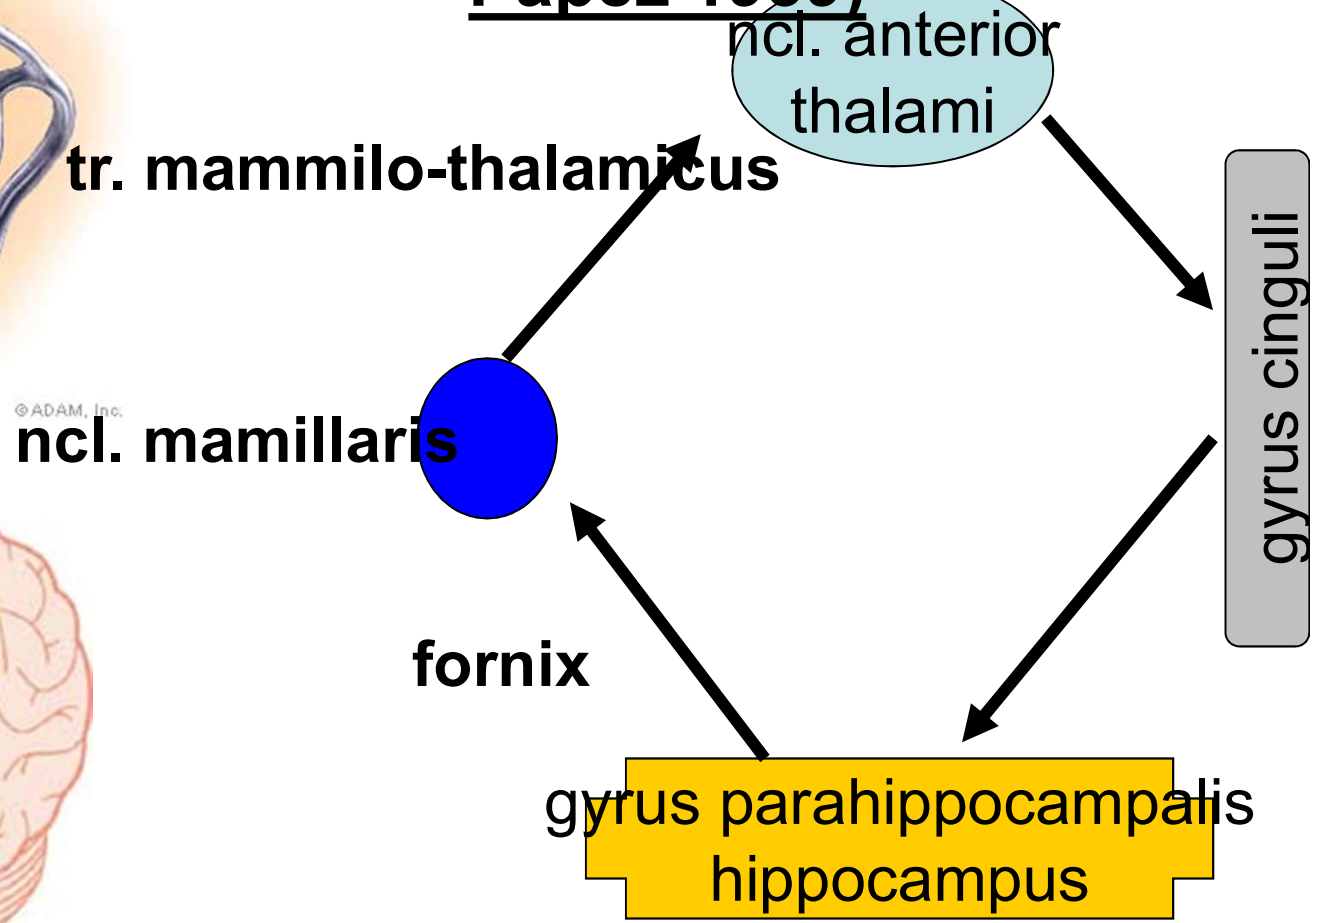 ncl. anterior
thalami
tr. mammilo-thalamicus
gyrus cinguli
©ADAM, Inc.
ncl. mamillaris
fornix
gyrus parahippocampalis
hippocampus